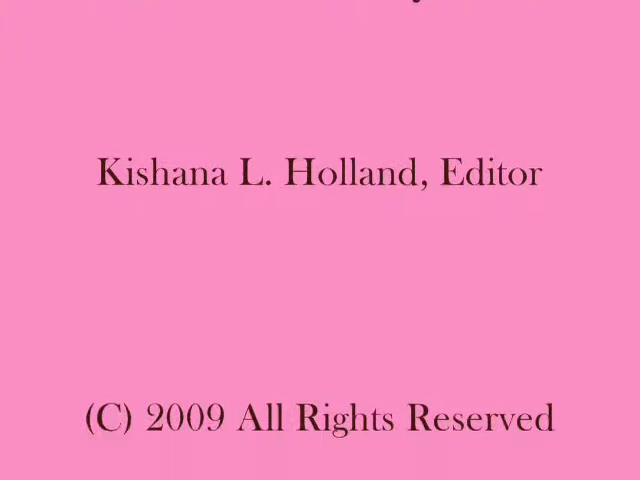 Kishana L. Holland, Editor
(C) 2009 All Rights Reserved